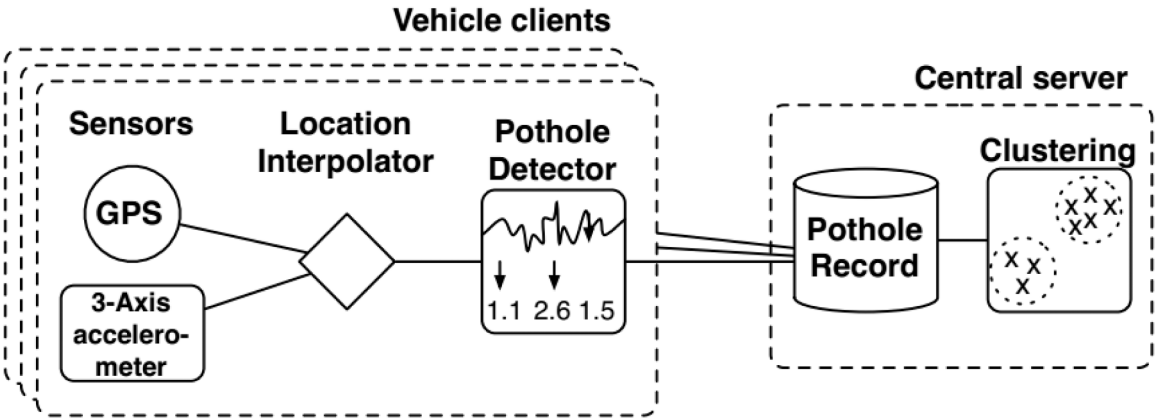 Vehicle clients
Central server
Sensors
Location
Interpolator
Pothole
Detector
GPS
3-Axis
accelero-
meter
1.1 2.6 1.5
Pothole
Record
Clustering
x
x x
x x
x
x
x